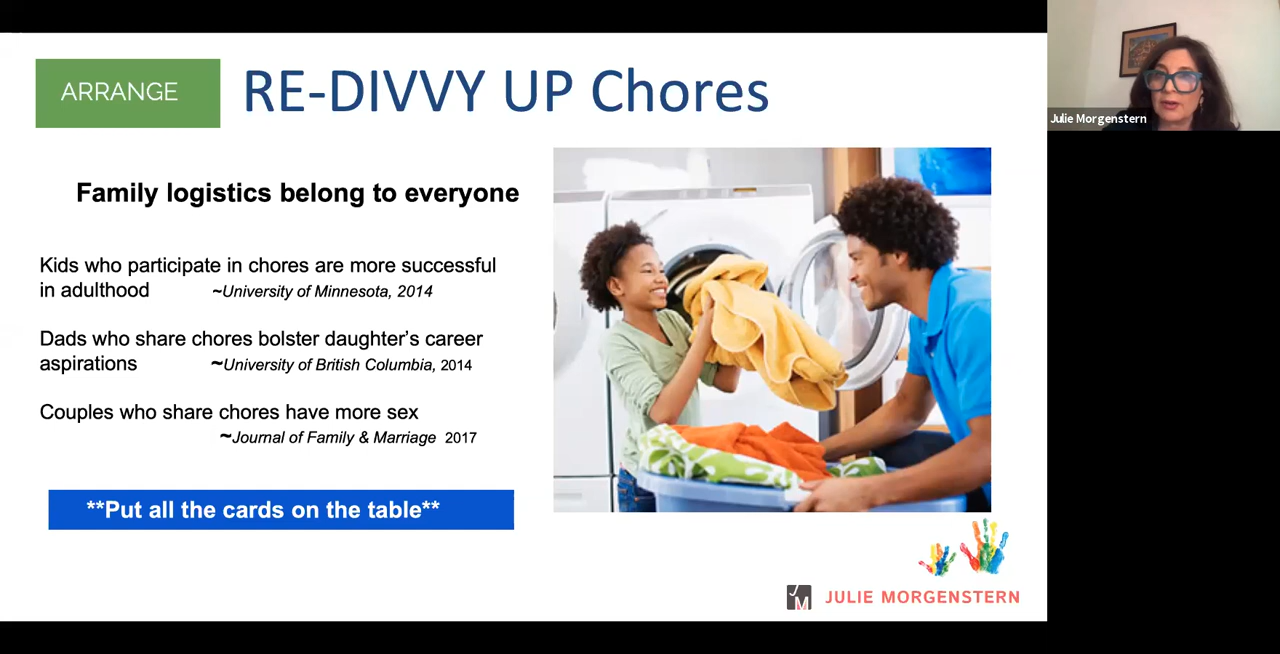 ARRANGE
RE-DIVVY UP Chores
Julie Morgenstern
Family logistics belong to everyone
Kids who participate in chores are more successful
in adulthood ~University of Minnesota, 2014
Dads who share chores bolster daughter’s career
aspirations ~University of British Columbia, 2014
Couples who share chores have more sex
~Journal of Family & Marriage 2017
**Put all the cards on the table**
JM JULIE MORGENSTERN